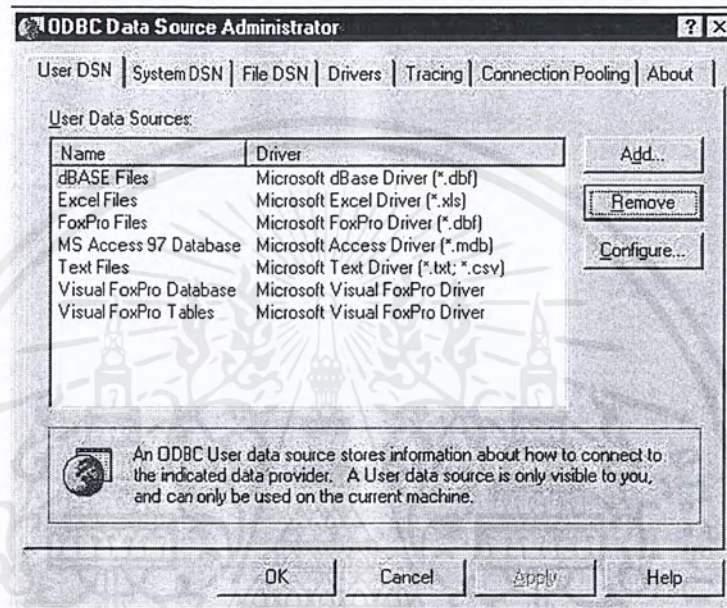 ODBC Data Source Administrator
User DSN System DSN File DSN Drivers Tracing Connection Pooling About
User Data Sources:
Name Driver
dBASE Files Microsoft dBase Driver (*.dbf)
Excel Files Microsoft Excel Driver (*.xls)
FoxPro Files Microsoft FoxPro Driver (*.dbf)
MS Access 97 Database Microsoft Access Driver (*.mdb)
Text Files Microsoft Text Driver (*.txt; *.csv)
Visual FoxPro Database Microsoft Visual FoxPro Driver
Visual FoxPro Tables Microsoft Visual FoxPro Driver
Add...
Remove
Configure...
An ODBC User data source stores information about how to connect to
the indicated data provider. A User data source is only visible to you,
and can only be used on the current machine.
OK Cancel Apply Help